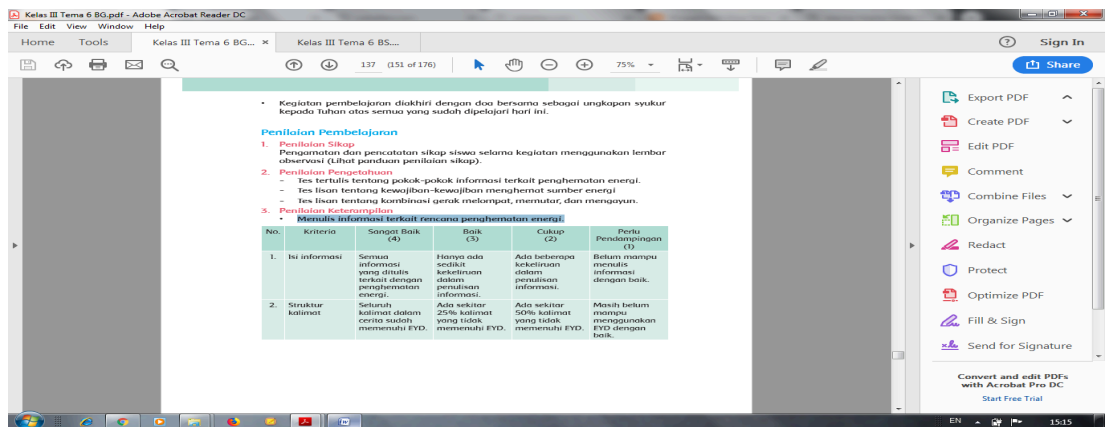 Kelas III Tema 6 BG.pdf - Adobe Acrobat Reader DC
File Edit View Window Help
Home Tools Kelas III Tema 6 BG... × Kelas III Tema 6 BS.... Sign In
137 (151 of 176) 75% Share
• Kegiatan pembelajaran diakhiri dengan doa bersama sebagai ungkapan syukur
kepada Tuhan atas semua yang sudah dipelajari hari ini.
Penilaian Pembelajaran
1. Penilaian Sikap
Pengamatan dan pencatatan sikap siswa selama kegiatan menggunakan lembar
observasi (Lihat panduan penilaian sikap).
2. Penilaian Pengetahuan
- Tes tertulis tentang pokok-pokok informasi terkait penghematan energi.
- Tes lisan tentang kewajiban-kewajiban menghemat sumber energi
- Tes lisan tentang kombinasi gerak melompat, memutar, dan mengayun.
3. Penilaian Keterampilan
• Menulis informasi terkait rencana penghematan energi.
No. Kriteria Sangat Baik Baik Cukup Perlu
(4) (3) (2) Pendampingan
(1)
1. Isi informasi Semua Hanya ada Ada beberapa Belum mampu
informasi sedikit kekeliruan menulis
yang ditulis kekeliruan dalam informasi
terkait dengan dalam penulisan dengan baik.
penghematan penulisan informasi.
energi. informasi.
2. Struktur Seluruh Ada sekitar Ada sekitar Masih belum
kalimat kalimat dalam 25% kalimat 50% kalimat mampu
cerita sudah yang tidak yang tidak menggunakan
memenuhi EYD. memenuhi EYD. memenuhi EYD. EYD dengan
baik.
Export PDF
Create PDF
Edit PDF
Comment
Combine Files
Organize Pages
Redact
Protect
Optimize PDF
Fill & Sign
Send for Signature
Convert and edit PDFs
with Acrobat Pro DC
Start Free Trial
EN 15:15